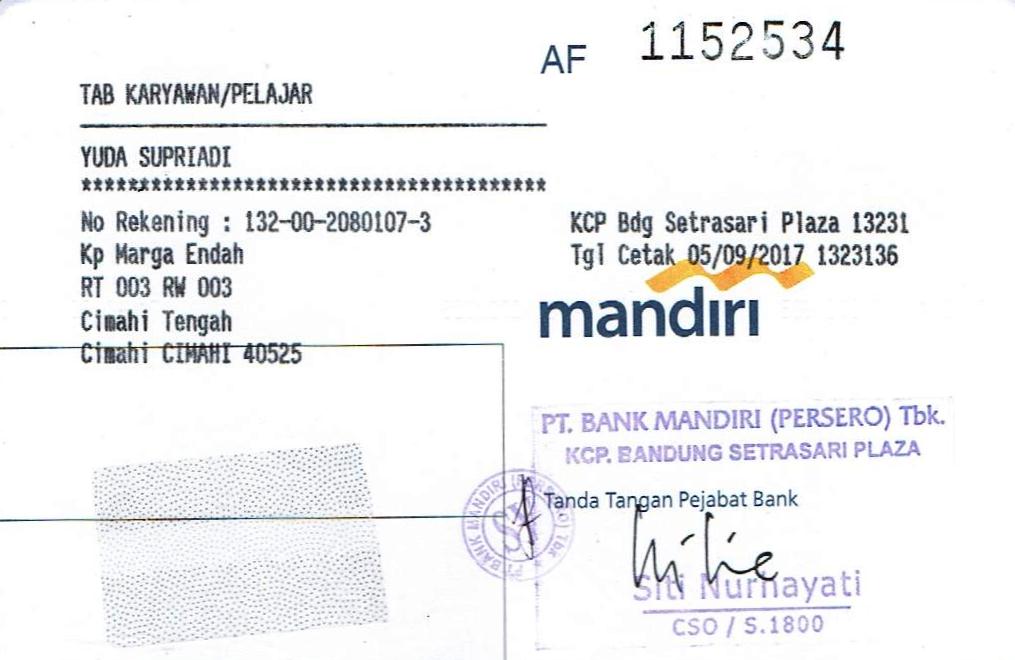 AF 1152534
TAB KARYAWAN/PELAJAR
YUDA SUPRIADI
****************************************
No Rekening : 132-00-2080107-3
Kp Marga Endah
RT 003 RW 003
Cimahi Tengah
Cimahi CIMAHI 40525
KCP Bdg Setrasari Plaza 13231
Tgl Cetak 05/09/2017 1323136
mandiri
PT. BANK MANDIRI (PERSERO) Tbk.
KCP. BANDUNG SETRASARI PLAZA
Tanda Tangan Pejabat Bank
PT BANK MANDIRI (PERSERO) Tbk
Siti Nurhayati
CSO / S.1800